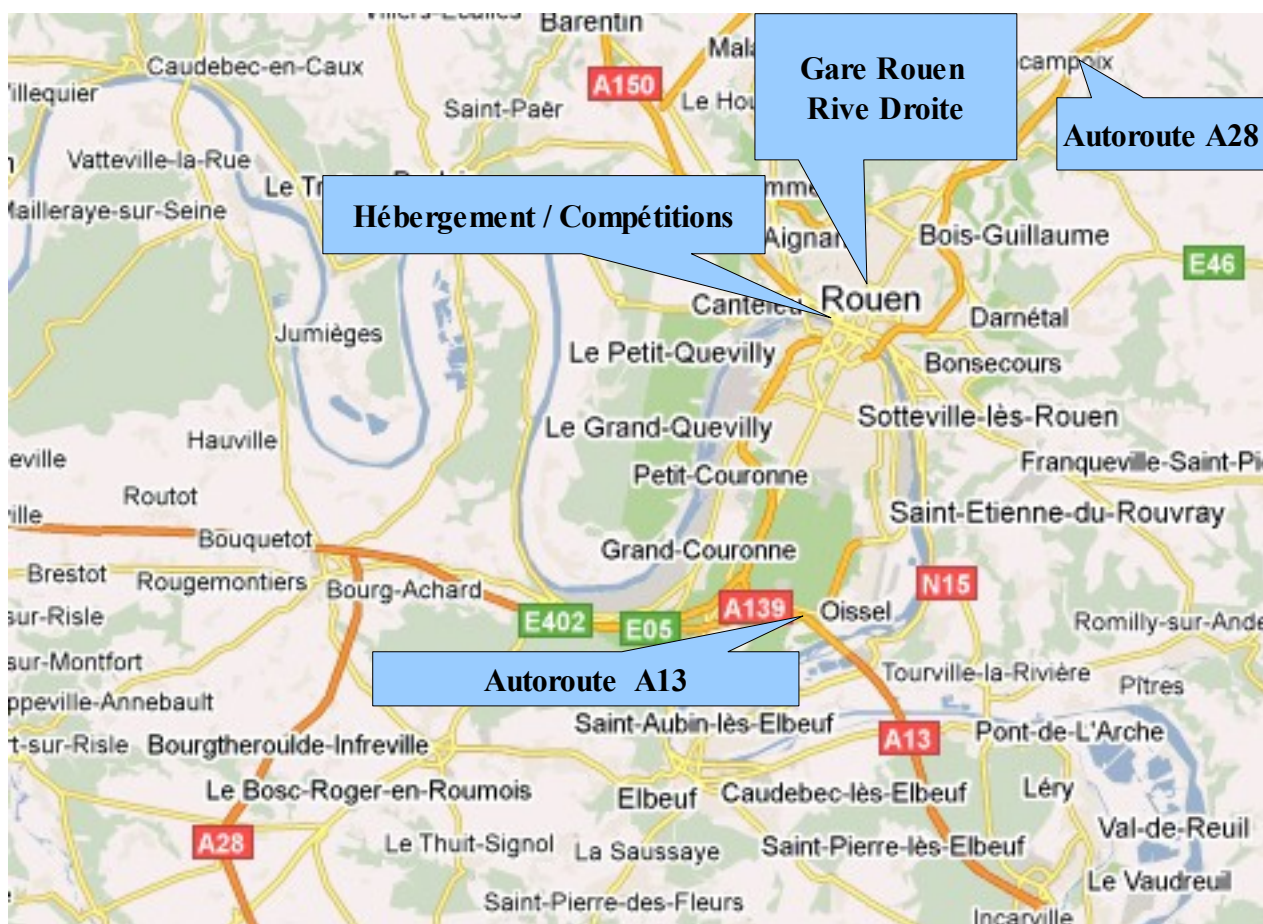 Barentin
Caudebec-en-Caux
Gare Rouen
Rive Droite
campoix
A150
Saint-Paër
Autoroute A28
Vatteville-la-Rue
Hébergement / Compétitions
Mailleraye-sur-Seine
Aignan
Bois-Guillaume
E46
Canteleu
Rouen
Darnétal
Jumièges
Le Petit-Quevilly
Bonsecours
Le Grand-Quevilly
Sotteville-lès-Rouen
Hauville
Petit-Couronne
Franqueville-Saint-Pi
Routot
Saint-Etienne-du-Rouvray
Bouquetot
Grand-Couronne
Brestot
Rougemontiers
Bourg-Achard
N15
A139
Oissel
E402
E05
sur-Risle
Romilly-sur-Ande
sur-Montfort
Autoroute A13
Tourville-la-Rivière
Pîtres
ppeville-Annebault
Saint-Aubin-lès-Elbeuf
rt-sur-Risle
Bourgtheroulde-Infreville
A13
Pont-de-L'Arche
Le Bosc-Roger-en-Roumois
Elbeuf
Caudebec-lès-Elbeuf
Léry
A28
Le Thuit-Signol
La Saussaye
Saint-Pierre-lès-Elbeuf
Val-de-Reuil
Le Vaudreuil
Saint-Pierre-des-Fleurs
Incarville